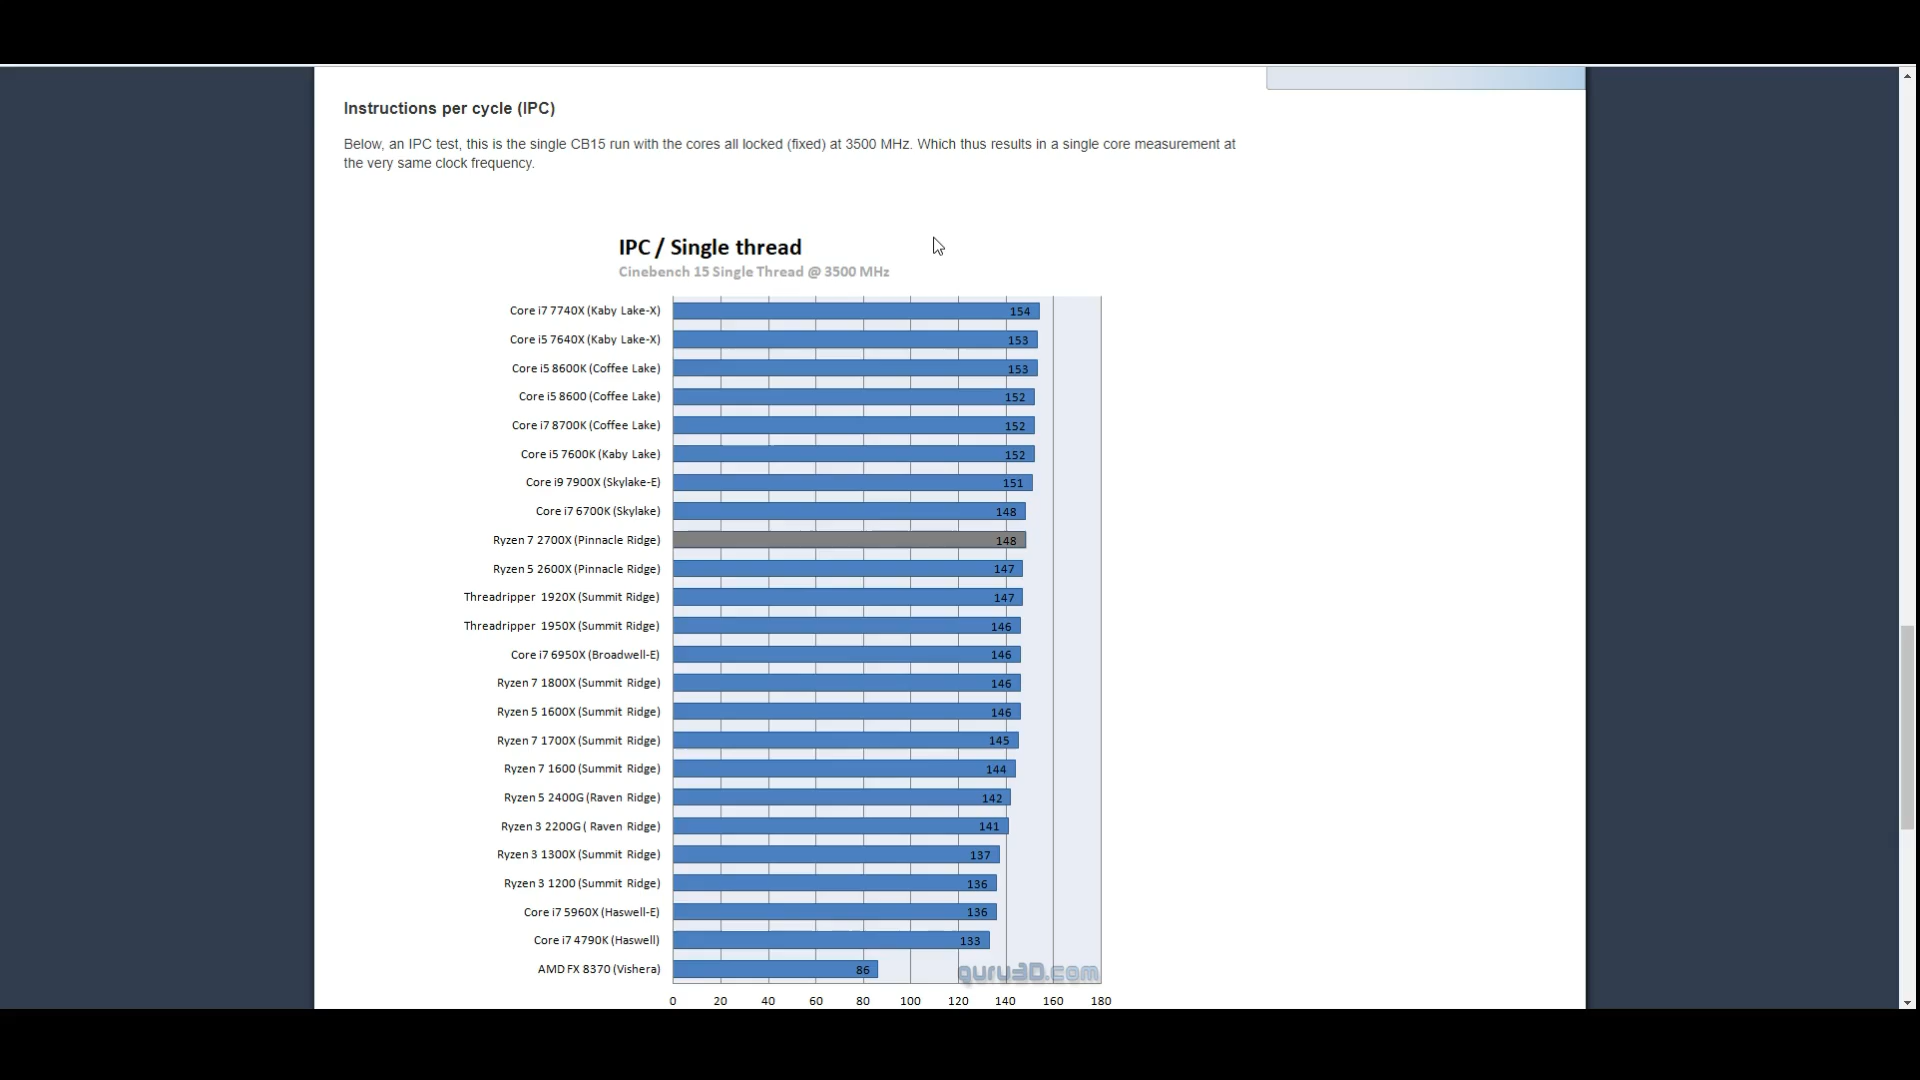 Instructions per cycle (IPC)
Below, an IPC test, this is the single CB15 run with the cores all locked (fixed) at 3500 MHz. Which thus results in a single core measurement at
the very same clock frequency.
IPC / Single thread
Cinebench 15 Single Thread @ 3500 MHz
Core i7 7740X (Kaby Lake-X) 154
Core i5 7640X (Kaby Lake-X) 153
Core i5 8600K (Coffee Lake) 153
Core i5 8600 (Coffee Lake) 152
Core i7 8700K (Coffee Lake) 152
Core i5 7600K (Kaby Lake) 152
Core i9 7900X (Skylake-E) 151
Core i7 6700K (Skylake) 148
Ryzen 7 2700X (Pinnacle Ridge) 148
Ryzen 5 2600X (Pinnacle Ridge) 147
Threadripper 1920X (Summit Ridge) 147
Threadripper 1950X (Summit Ridge) 146
Core i7 6950X (Broadwell-E) 146
Ryzen 7 1800X (Summit Ridge) 146
Ryzen 5 1600X (Summit Ridge) 146
Ryzen 7 1700X (Summit Ridge) 145
Ryzen 7 1600 (Summit Ridge) 144
Ryzen 5 2400G (Raven Ridge) 142
Ryzen 3 2200G ( Raven Ridge) 141
Ryzen 3 1300X (Summit Ridge) 137
Ryzen 3 1200 (Summit Ridge) 136
Core i7 5960X (Haswell-E) 136
Core i7 4790K (Haswell) 133
AMD FX 8370 (Vishera) 86
guru3D.com
0 20 40 60 80 100 120 140 160 180